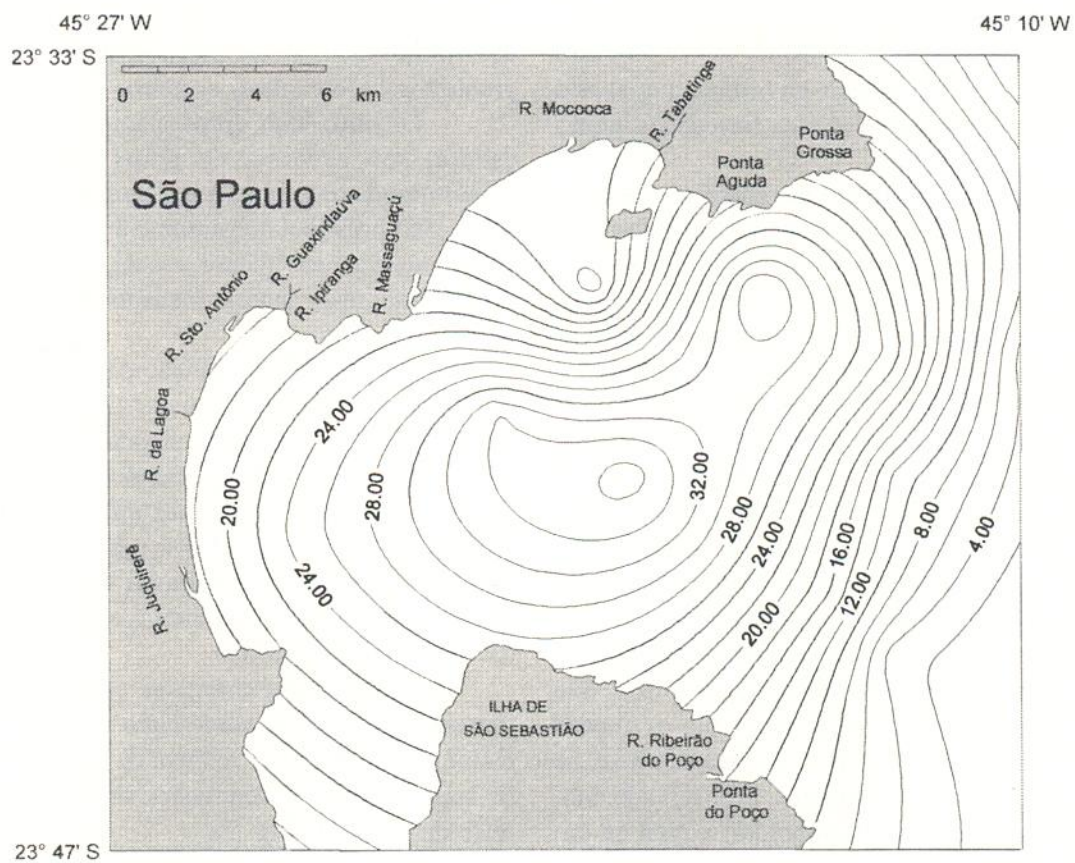 45° 27' W
45° 10' W
23° 33' S
0 2 4 6 km
R. Mocooca
R. Tabatinga
Ponta
Grossa
Ponta
Aguda
São Paulo
R. Guaxindaúva
R. Massaguaçú
R. Ipiranga
R. Sto. Antônio
R. da Lagoa
24.00
20.00
28.00
32.00
28.00
24.00
16.00
8.00
4.00
24.00
12.00
20.00
R. Juquirerê
ILHA DE
SÃO SEBASTIÃO
R. Ribeirão
do Poço
Ponta
do Poço
23° 47' S